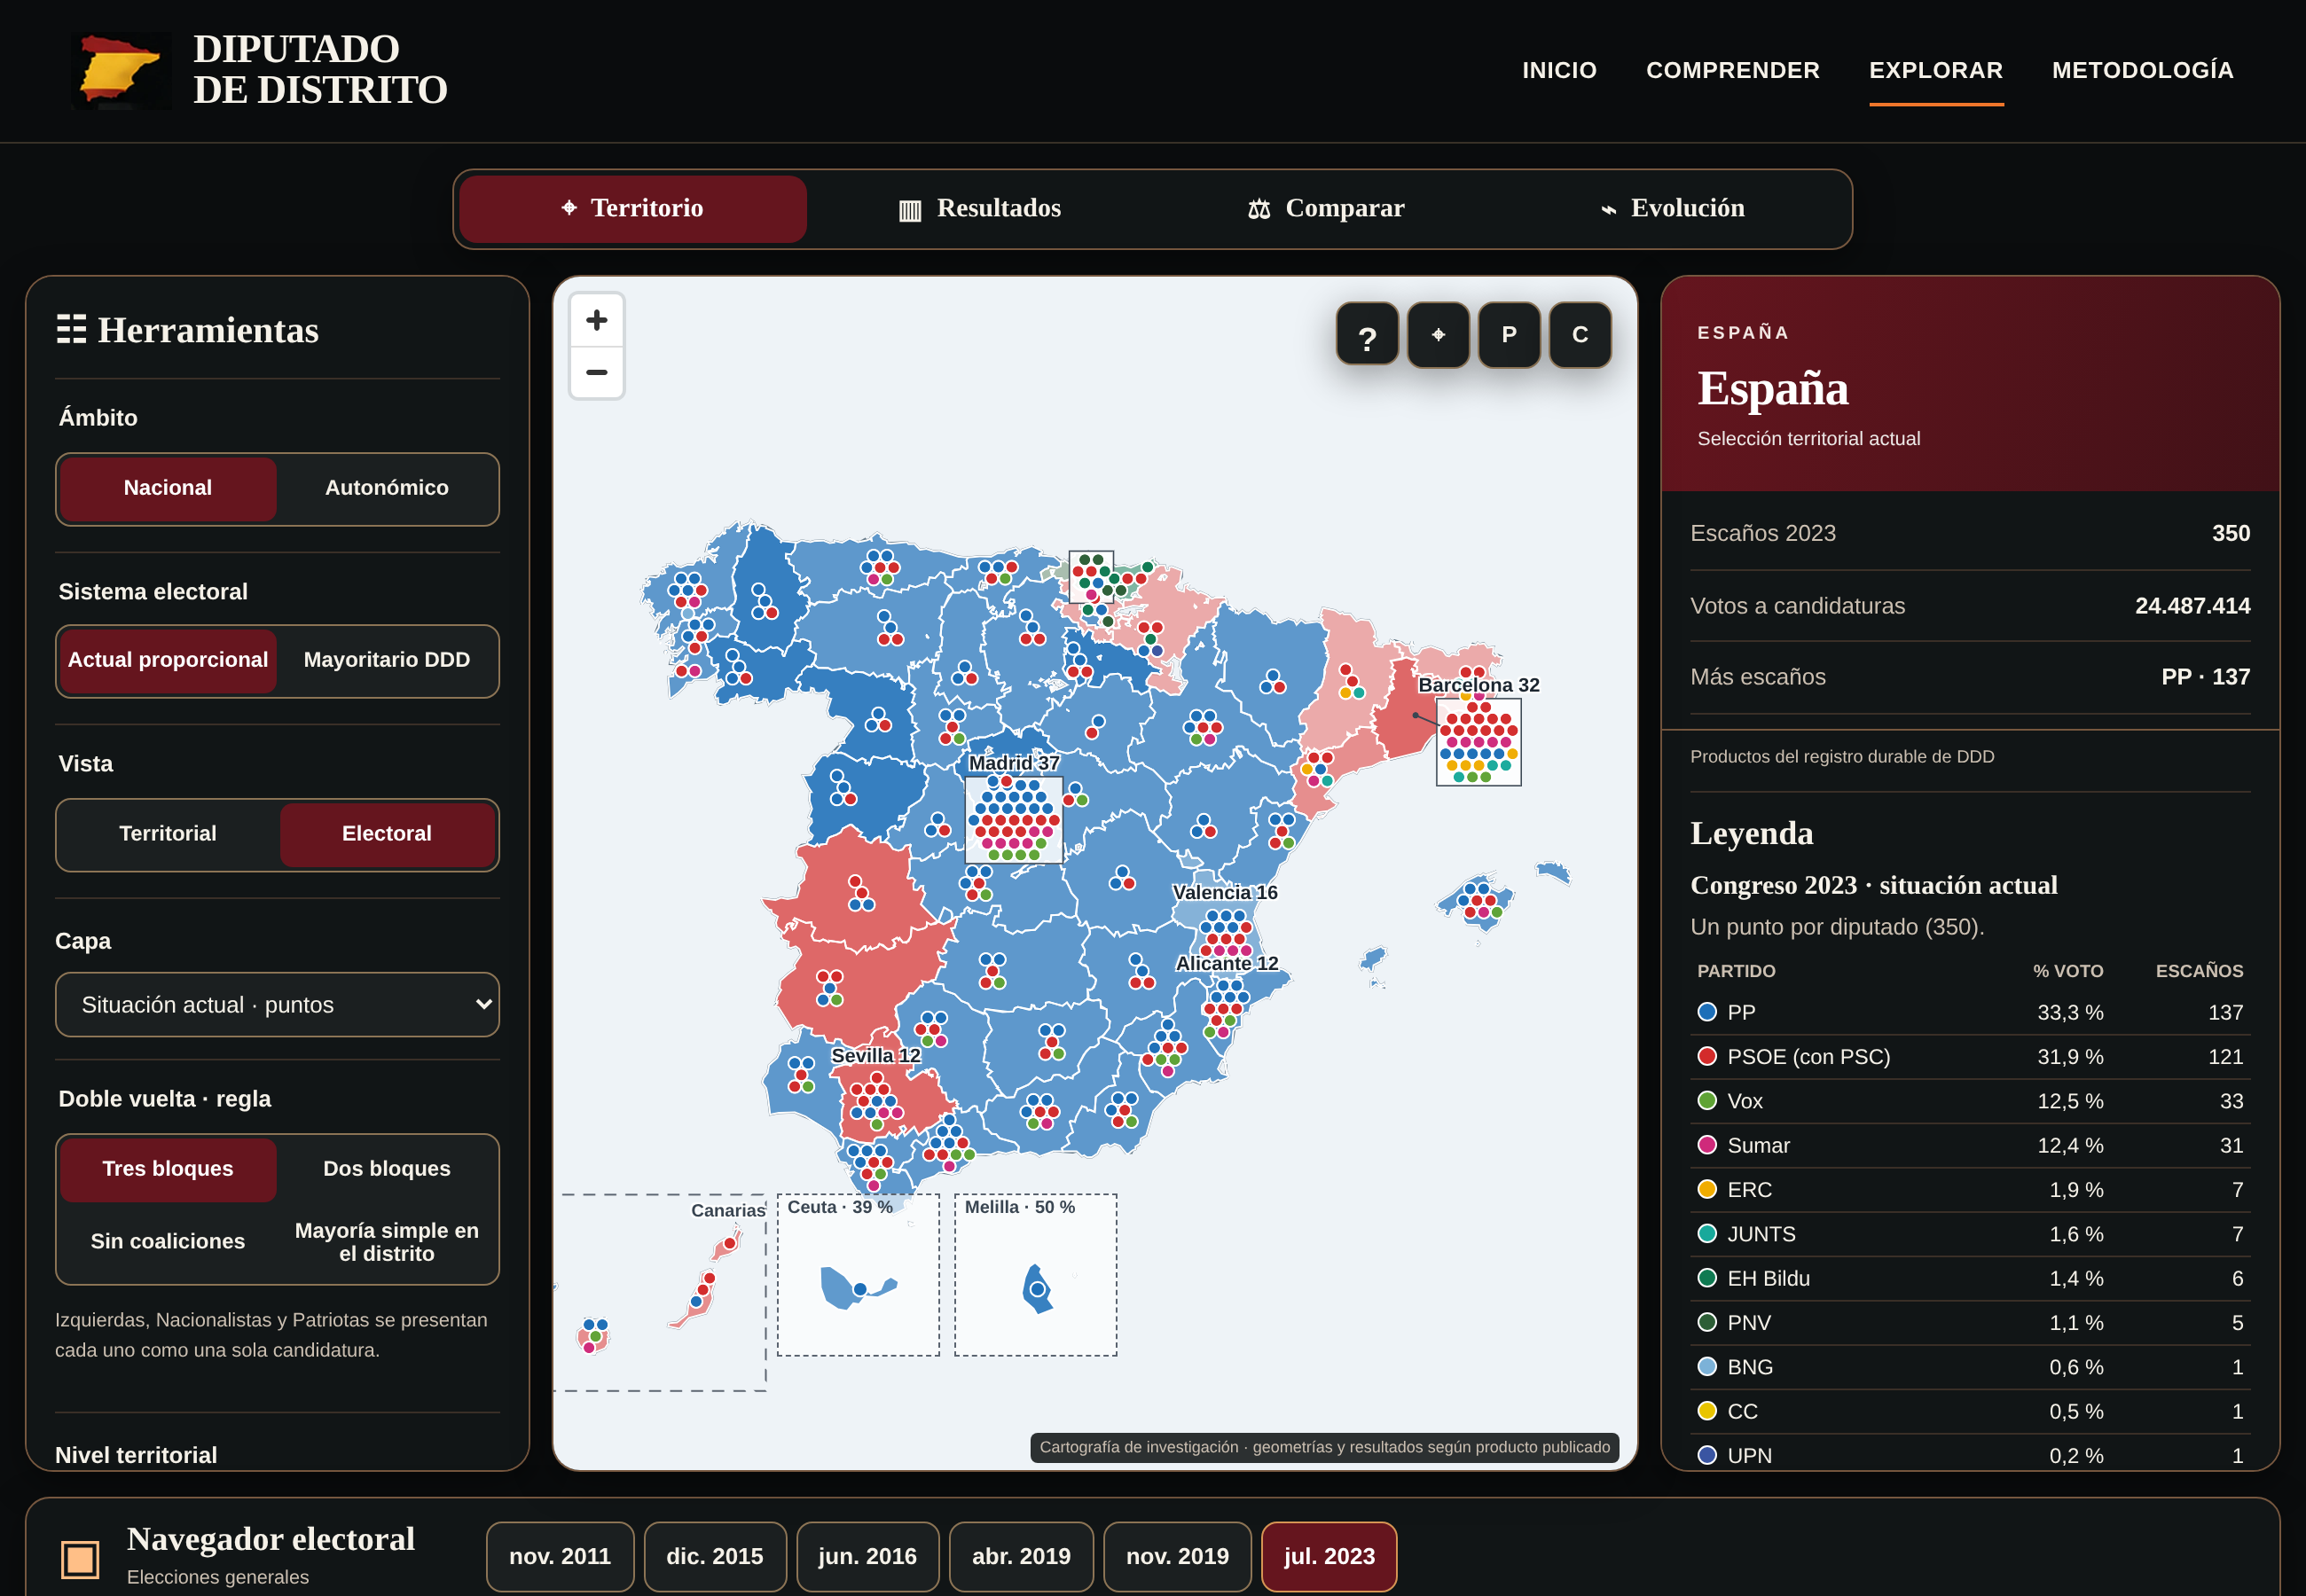 DIPUTADO
DE DISTRITO
INICIO COMPRENDER EXPLORAR METODOLOGÍA
Territorio Resultados Comparar Evolución
Herramientas
Ámbito
Nacional Autonómico
Sistema electoral
Actual proporcional Mayoritario DDD
Vista
Territorial Electoral
Capa
Situación actual · puntos
Doble vuelta · regla
Tres bloques Dos bloques
Sin coaliciones Mayoría simple en
el distrito
Izquierdas, Nacionalistas y Patriotas se presentan
cada uno como una sola candidatura.
Nivel territorial
+
−
? P C
Barcelona 32
Madrid 37
Valencia 16
Alicante 12
Sevilla 12
Canarias
Ceuta · 39 %
Melilla · 50 %
Cartografía de investigación · geometrías y resultados según producto publicado
ESPAÑA
España
Selección territorial actual
Escaños 2023 350
Votos a candidaturas 24.487.414
Más escaños PP · 137
Productos del registro durable de DDD
Leyenda
Congreso 2023 · situación actual
Un punto por diputado (350).
PARTIDO % VOTO ESCAÑOS
PP 33,3 % 137
PSOE (con PSC) 31,9 % 121
Vox 12,5 % 33
Sumar 12,4 % 31
ERC 1,9 % 7
JUNTS 1,6 % 7
EH Bildu 1,4 % 6
PNV 1,1 % 5
BNG 0,6 % 1
CC 0,5 % 1
UPN 0,2 % 1
Navegador electoral
Elecciones generales
nov. 2011 dic. 2015 jun. 2016 abr. 2019 nov. 2019 jul. 2023